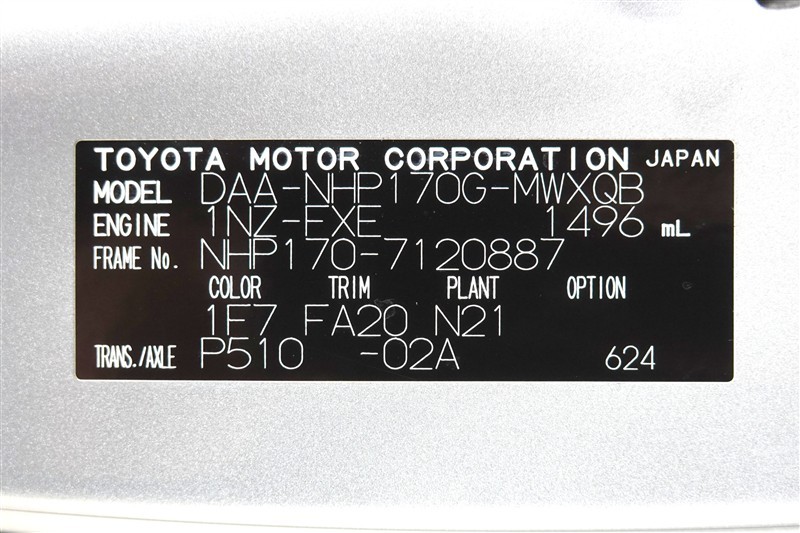 TOYOTA MOTOR CORPORATION JAPAN
MODEL DAA-NHP170G-MWXQB
ENGINE 1NZ-FXE 1496 mL
FRAME No. NHP170-7120887
COLOR TRIM PLANT OPTION
1F7 FA20 N21
TRANS./AXLE P510 -02A 624